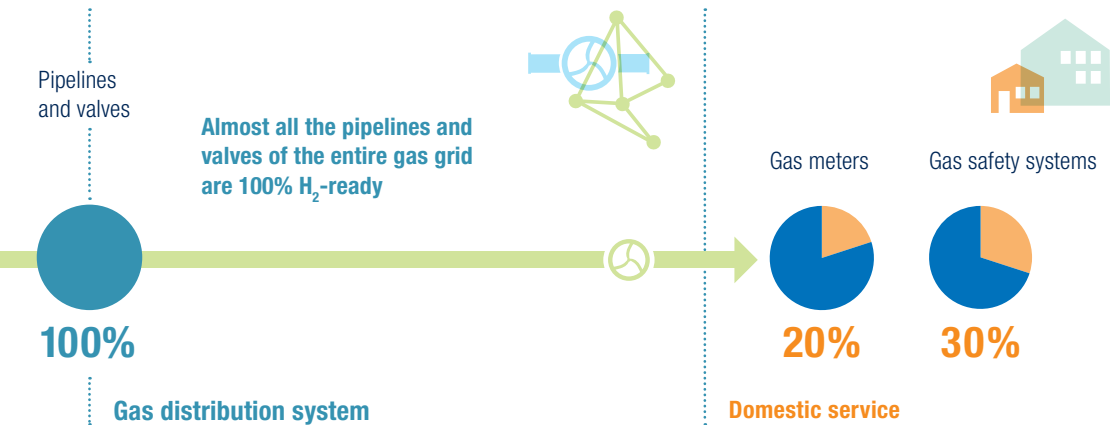 Pipelines
and valves
Almost all the pipelines and
valves of the entire gas grid
are 100% H₂-ready
Gas meters
Gas safety systems
100%
20%
30%
Gas distribution system
Domestic service